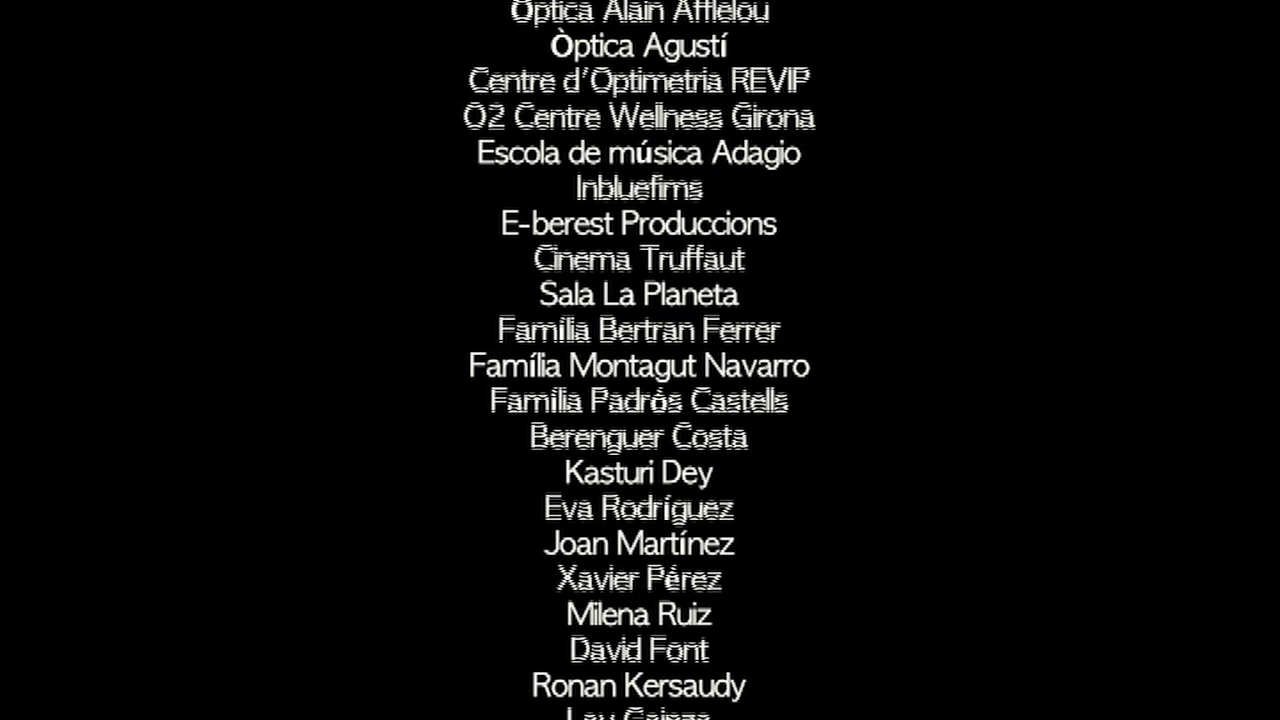 Òptica Alain Afflelou
Òptica Agustí
Centre d'Optimetria REVIP
O2 Centre Wellness Girona
Escola de música Adagio
Inbluefims
E-berest Produccions
Cinema Truffaut
Sala La Planeta
Família Bertran Ferrer
Família Montagut Navarro
Família Padrós Castells
Berenguer Costa
Kasturi Dey
Eva Rodríguez
Joan Martínez
Xavier Pérez
Milena Ruiz
David Font
Ronan Kersaudy